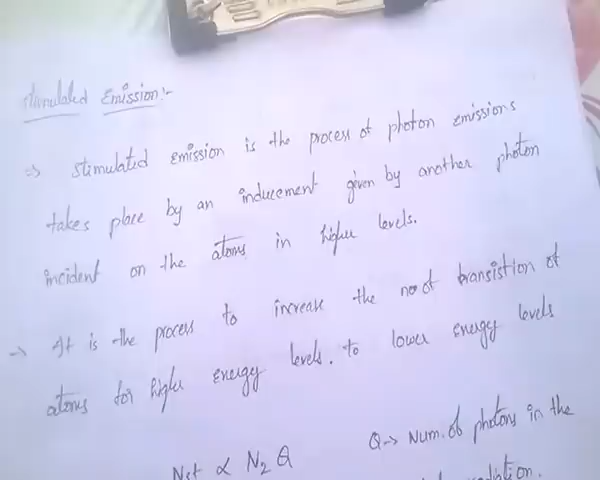 Stimulated Emission:-
⇒ Stimulated emission is the process of photon emissions
takes place by an inducement given by another photon
incident on the atoms in higher levels.
→ It is the process to increase the no of transistion of
atoms for higher energy levels. to lower energy levels
Nst ∝ N2 Q Q→ Num. of photons in the